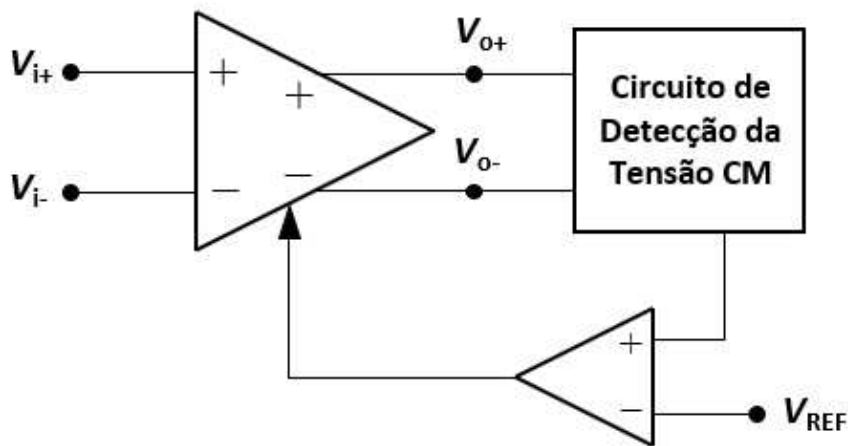 Vi+
+
+
Vo+
Circuito de
Detecção da
Tensão CM
Vi-
−
−
Vo-
+
−
VREF